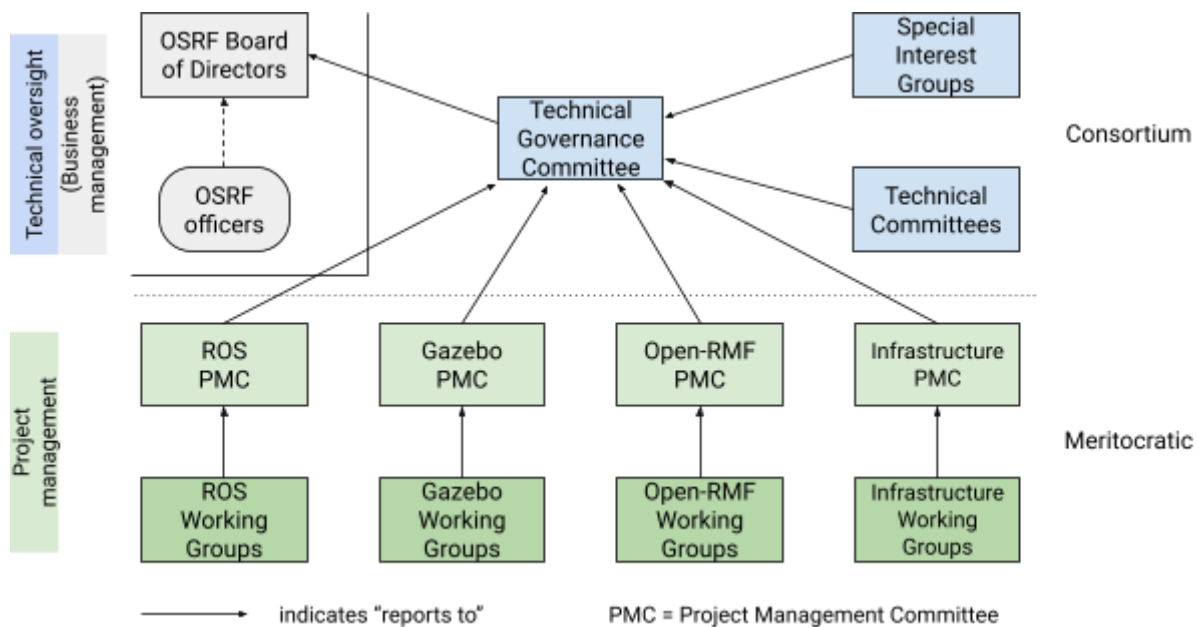 Technical oversight
(Business
management)
OSRF Board
of Directors
OSRF
officers
Technical
Governance
Committee
Special
Interest
Groups
Technical
Committees
Consortium
Project
management
ROS
PMC
Gazebo
PMC
Open-RMF
PMC
Infrastructure
PMC
Meritocratic
ROS
Working
Groups
Gazebo
Working
Groups
Open-RMF
Working
Groups
Infrastructure
Working
Groups
indicates “reports to”
PMC = Project Management Committee